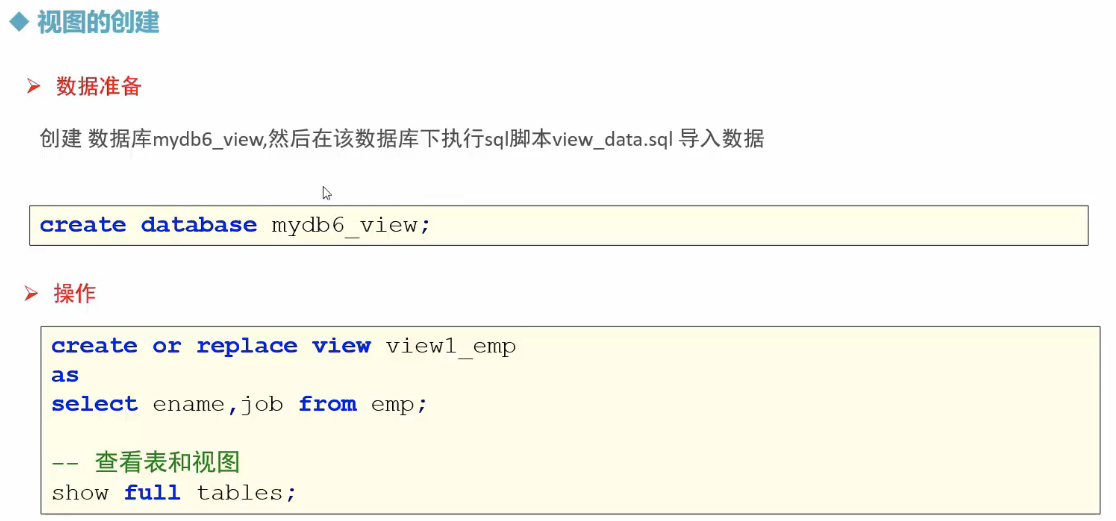 视图的创建
数据准备
创建 数据库mydb6_view,然后在该数据库下执行sql脚本view_data.sql 导入数据
create database mydb6_view;
操作
create or replace view view1_emp
as
select ename,job from emp;
-- 查看表和视图
show full tables;